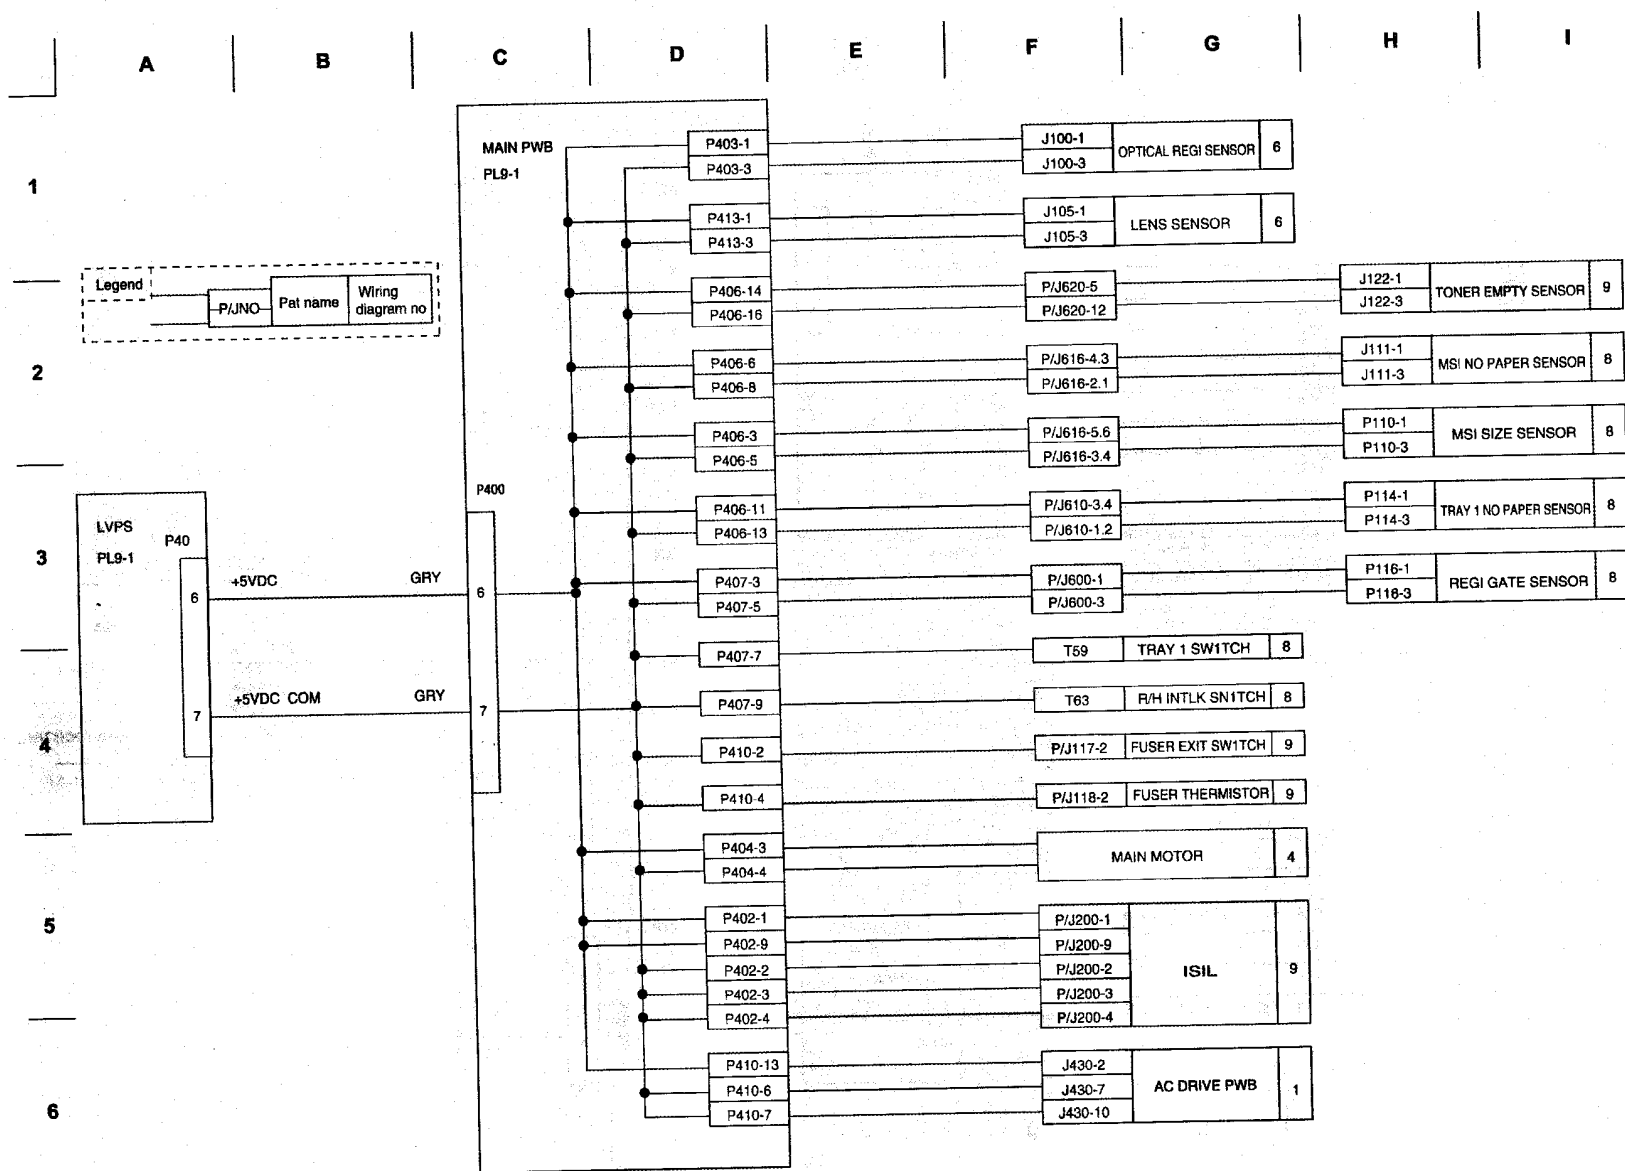 A B C D E F G H I
1
2
3
4
5
6
Legend
P/JNO
Pat name
Wiring
diagram no
LVPS
PL9-1
P40
6
7
+5VDC GRY
+5VDC COM GRY
MAIN PWB
PL9-1
P400
6
7
P403-1 J100-1
P403-3 J100-3
OPTICAL REGI SENSOR 6
P413-1 J105-1
P413-3 J105-3
LENS SENSOR 6
P406-14 P/J620-5 J122-1
P406-16 P/J620-12 J122-3
TONER EMPTY SENSOR 9
P406-6 P/J616-4.3 J111-1
P406-8 P/J616-2.1 J111-3
MSI NO PAPER SENSOR 8
P406-3 P/J616-5.6 P110-1
P406-5 P/J616-3.4 P110-3
MSI SIZE SENSOR 8
P406-11 P/J610-3.4 P114-1
P406-13 P/J610-1.2 P114-3
TRAY 1 NO PAPER SENSOR 8
P407-3 P/J600-1 P116-1
P407-5 P/J600-3 P116-3
REGI GATE SENSOR 8
P407-7 T59 TRAY 1 SW1TCH 8
P407-9 T63 R/H INTLK SN1TCH 8
P410-2 P/J117-2 FUSER EXIT SW1TCH 9
P410-4 P/J118-2 FUSER THERMISTOR 9
P404-3
P404-4
MAIN MOTOR 4
P402-1 P/J200-1
P402-9 P/J200-9
P402-2 P/J200-2
P402-3 P/J200-3
P402-4 P/J200-4
ISIL 9
P410-13 J430-2
P410-6 J430-7
P410-7 J430-10
AC DRIVE PWB 1